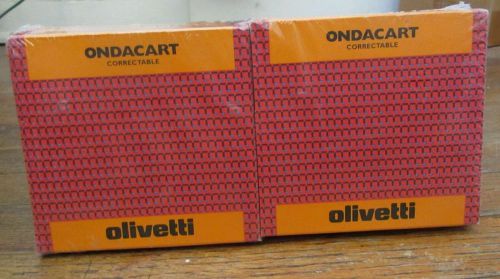 ONDACART
CORRECTABLE
olivetti
ONDACART
CORRECTABLE
olivetti